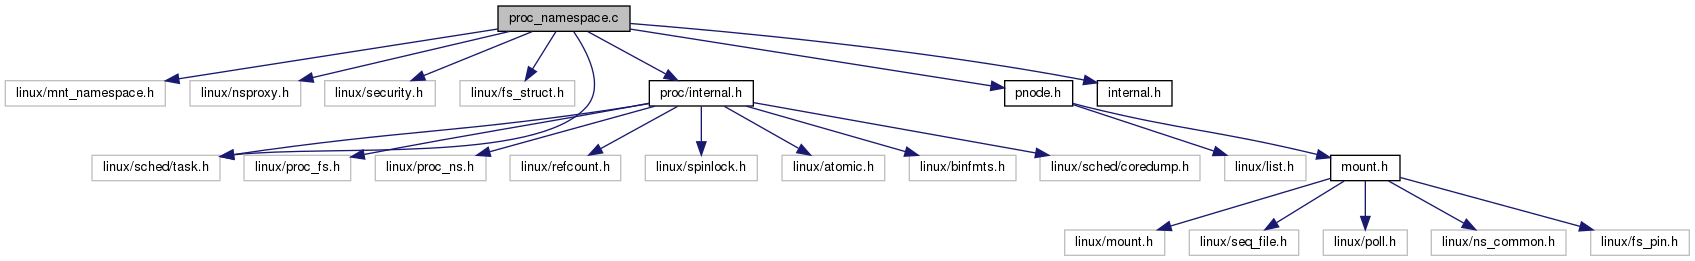 proc_namespace.c
linux/mnt_namespace.h
linux/nsproxy.h
linux/security.h
linux/fs_struct.h
proc/internal.h
pnode.h
internal.h
linux/sched/task.h
linux/proc_fs.h
linux/proc_ns.h
linux/refcount.h
linux/spinlock.h
linux/atomic.h
linux/binfmts.h
linux/sched/coredump.h
linux/list.h
mount.h
linux/mount.h
linux/seq_file.h
linux/poll.h
linux/ns_common.h
linux/fs_pin.h